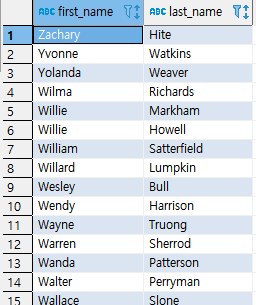 ABC first_name ABC last_name
1 Zachary Hite
2 Yvonne Watkins
3 Yolanda Weaver
4 Wilma Richards
5 Willie Markham
6 Willie Howell
7 William Satterfield
8 Willard Lumpkin
9 Wesley Bull
10 Wendy Harrison
11 Wayne Truong
12 Warren Sherrod
13 Wanda Patterson
14 Walter Perryman
15 Wallace Slone